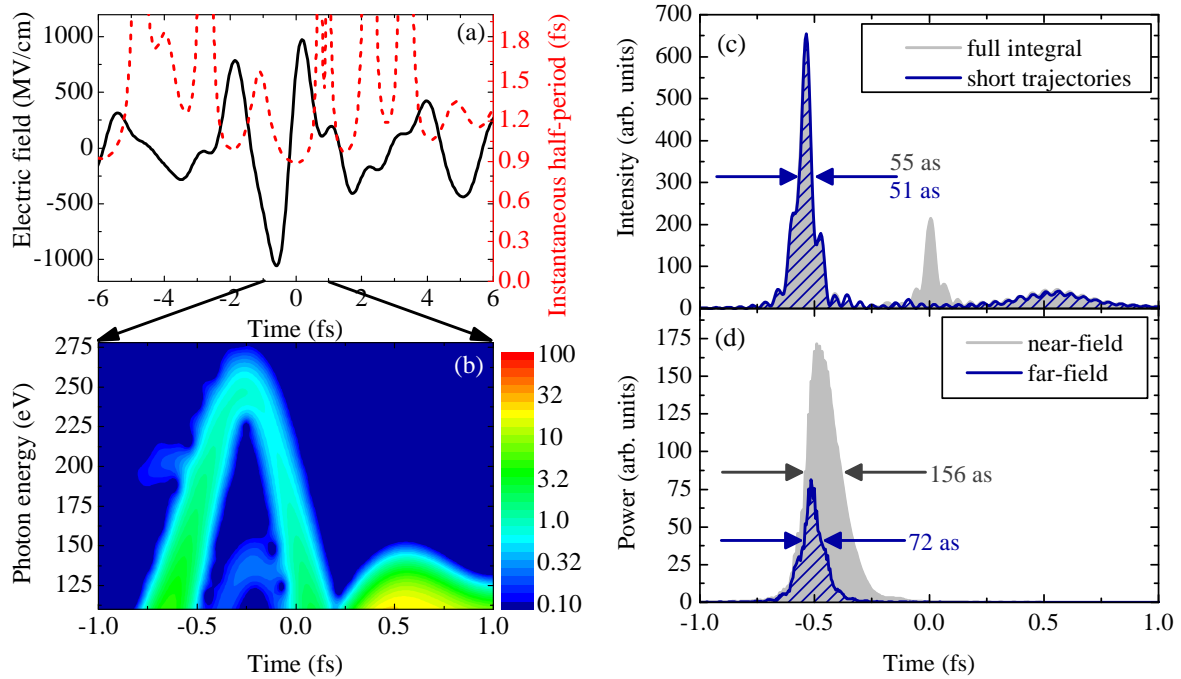 (a)
Electric field (MV/cm)
1000
500
0
-500
-1000
1.8
1.5
1.2
0.9
0.6
0.3
0.0
Instantaneous half-period (fs)
-6 -4 -2 0 2 4 6
Time (fs)
(b)
Photon energy (eV)
275
250
225
200
175
150
125
100
32
10
3.2
1.0
0.32
0.10
-1.0 -0.5 0.0 0.5 1.0
Time (fs)
(c)
full integral
short trajectories
Intensity (arb. units)
700
600
500
400
300
200
100
0
55 as
51 as
(d)
near-field
far-field
Power (arb. units)
175
150
125
100
75
50
25
0
156 as
72 as
-1.0 -0.5 0.0 0.5 1.0
Time (fs)